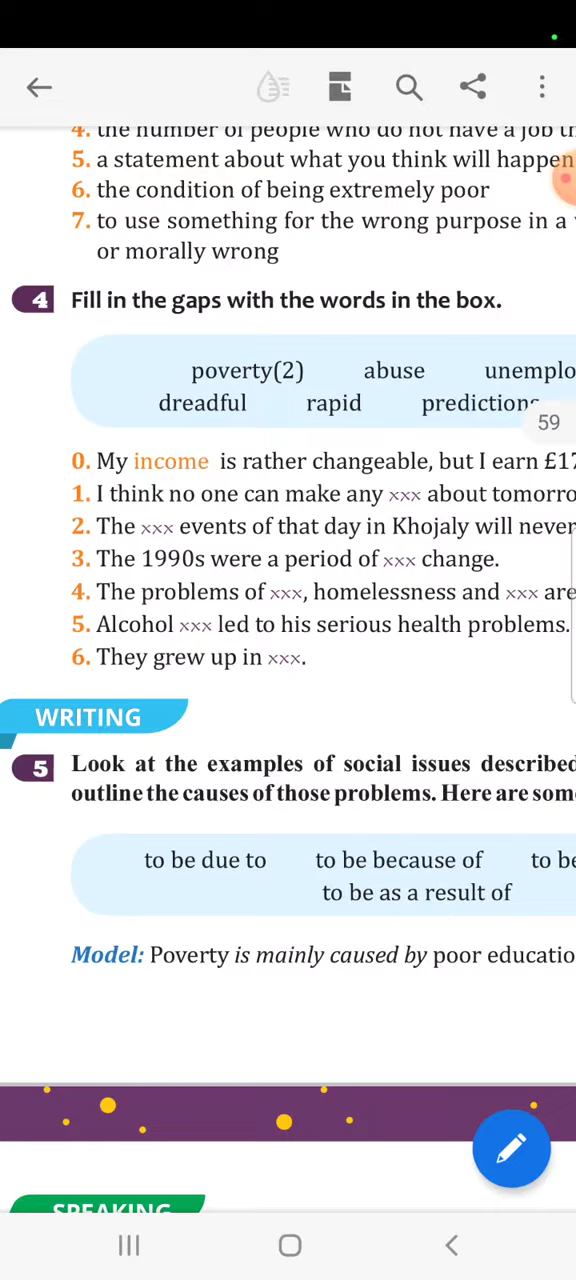 4. the number of people who do not have a job th
5. a statement about what you think will happen
6. the condition of being extremely poor
7. to use something for the wrong purpose in a
or morally wrong
4 Fill in the gaps with the words in the box.
poverty(2) abuse unemplo
dreadful rapid predictions
59
0. My income is rather changeable, but I earn £17
1. I think no one can make any xxx about tomorro
2. The xxx events of that day in Khojaly will never
3. The 1990s were a period of xxx change.
4. The problems of xxx, homelessness and xxx are
5. Alcohol xxx led to his serious health problems.
6. They grew up in xxx.
WRITING
5 Look at the examples of social issues described
outline the causes of those problems. Here are som
to be due to to be because of to be
to be as a result of
Model: Poverty is mainly caused by poor educatio
SPEAKING